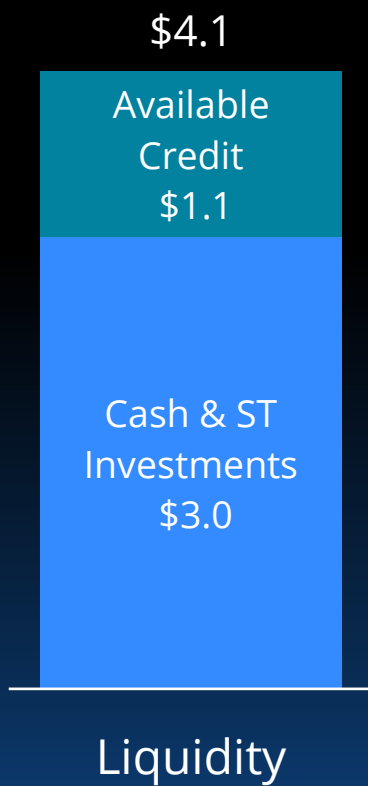 $4.1
Available
Credit
$1.1
Cash & ST
Investments
$3.0
Liquidity